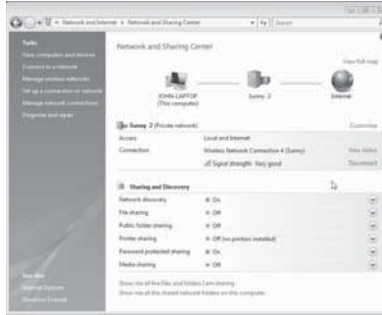 Network and Internet ▸ Network and Sharing Center
Search
Tasks
View computers and devices
Connect to a network
Manage wireless networks
Set up a connection or network
Manage network connections
Diagnose and repair
See also
Internet Options
Windows Firewall
Network and Sharing Center
View full map
JOHN-LAPTOP
(This computer)
Sunny 2
Internet
Sunny 2 (Private network)
Customize
Access
Local and Internet
Connection
Wireless Network Connection 4 (Sunny)
View status
Signal strength: Very good
Disconnect
Sharing and Discovery
Network discovery
On
File sharing
Off
Public folder sharing
Off
Printer sharing
Off (no printers installed)
Password protected sharing
On
Media sharing
Off
Show me all the files and folders I am sharing
Show me all the shared network folders on this computer